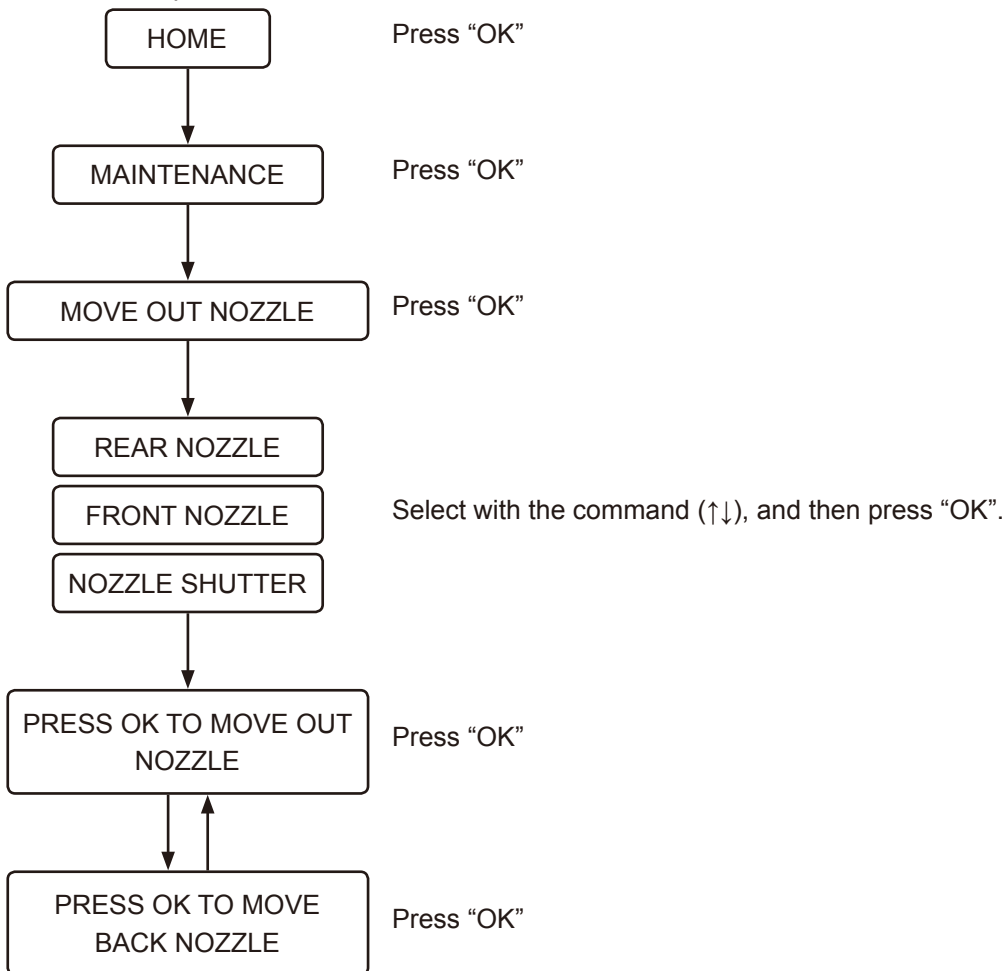 HOME Press “OK”
MAINTENANCE Press “OK”
MOVE OUT NOZZLE Press “OK”
REAR NOZZLE
FRONT NOZZLE Select with the command (↑↓), and then press “OK”.
NOZZLE SHUTTER
PRESS OK TO MOVE OUT
NOZZLE
Press “OK”
PRESS OK TO MOVE
BACK NOZZLE
Press “OK”